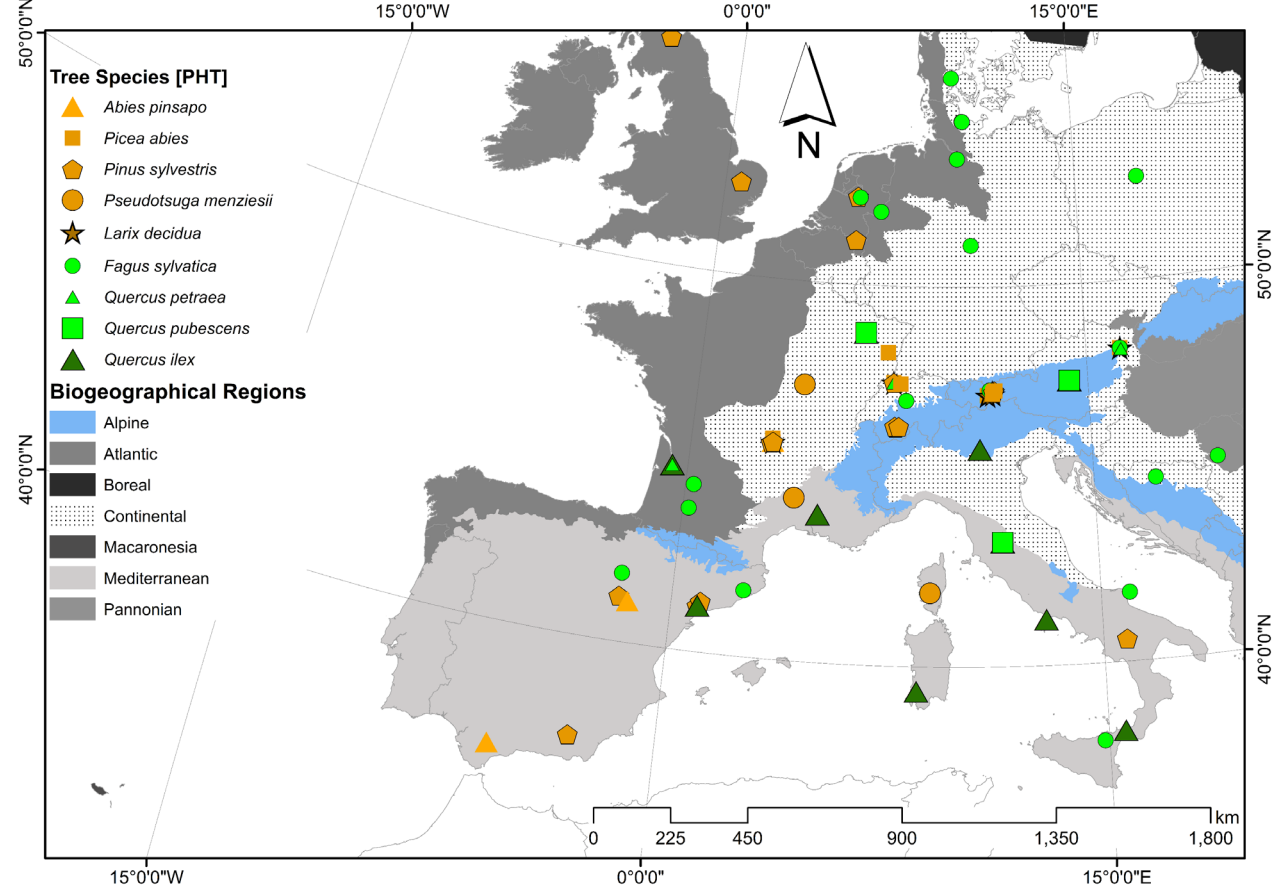 15°0'0"W 0°0'0" 15°0'0"E
50°0'0"N
Tree Species [PHT]
Abies pinsapo
Picea abies
Pinus sylvestris
Pseudotsuga menziesii
Larix decidua
Fagus sylvatica
Quercus petraea
Quercus pubescens
Quercus ilex
Biogeographical Regions
Alpine
Atlantic
Boreal
Continental
Macaronesia
Mediterranean
Pannonian
N
50°0'0"N
40°0'0"N
40°0'0"N
km
0 225 450 900 1,350 1,800
15°0'0"W 0°0'0" 15°0'0"E